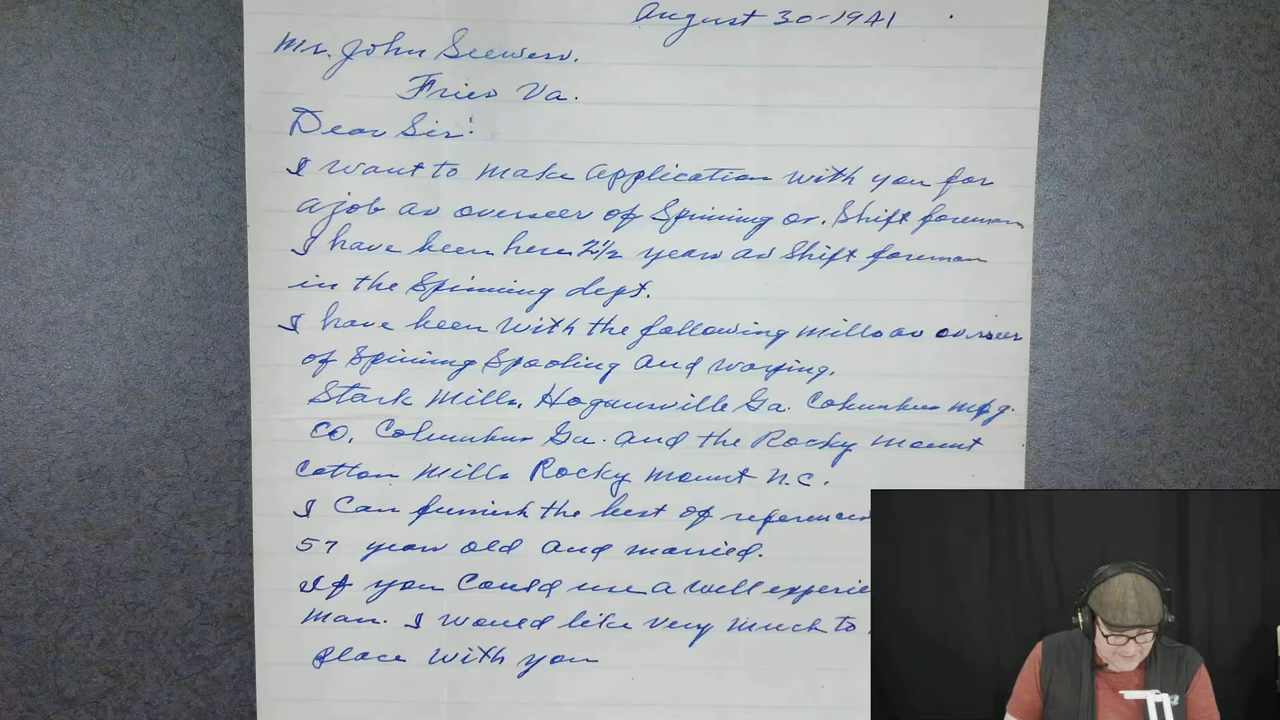 August 30-1941
Mr. John Seewers.
Fries Va.
Dear Sir:
I want to make application with you for
a job as overseer of Spinning or. Shift foreman
I have been here 2 1/2 years as Shift foreman
in the Spinning dept.
I have been with the following mills as overseer
of Spinning Spooling and warping.
Stark Mills. Hogansville Ga. Columbus mfg.
Co. Columbus Ga. and the Rocky mount
Cotton Mills Rocky Mount N.C.
I Can furnish the best of references
57 years old and married.
If you Could use a well experie
man. I would like very much to
place with you